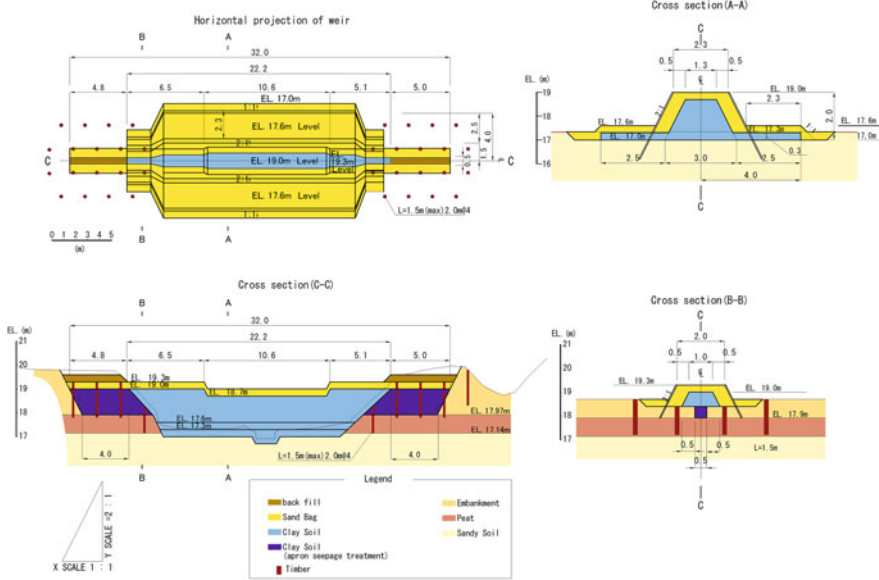 Horizontal projection of weir
B
A
32.0
22.2
4.8
6.5
10.6
5.1
5.0
EL. 17.0m
1:1
2.3
EL. 17.6m Level
2.5
4.0
C
EL. 19.0m Level
EL.
19.3m
Level
0.5
1.5
C
EL. 17.6m Level
1:1
L=1.5m(max)2.0m@4
0 1 2 3 4 5
(m)
B
A
Cross section(A-A)
C
2.3
0.5
1.3
0.5
EL. (m)
19
18
17
16
EL. 19.0m
2.3
2.0
EL. 17.6m
EL. 17.6m
EL. 17.0m
EL. 17.3m
17.0m
0.3
2.5
3.0
2.5
4.0
C
Cross section(C-C)
B
A
32.0
22.2
4.8
6.5
10.6
5.1
5.0
EL. (m)
21
20
19
18
17
EL. 19.3m
EL. 19.0m
EL. 18.7m
EL. 17.6m
EL. 17.3m
EL. 17.97m
EL. 17.14m
4.0
L=1.5m(max)2.0m@4
4.0
B
A
Cross section(B-B)
C
2.0
0.5
1.0
0.5
EL. (m)
21
20
19
18
17
EL. 19.3m
EL. 19.0m
EL. 17.9m
0.5
0.5
L=1.5m
0.5
C
Y SCALE =2 : 1
X SCALE 1 : 1
Legend
back fill
Sand Bag
Clay Soil
Clay Soil
(apron seepage treatment)
Timber
Embankment
Peat
Sandy Soil